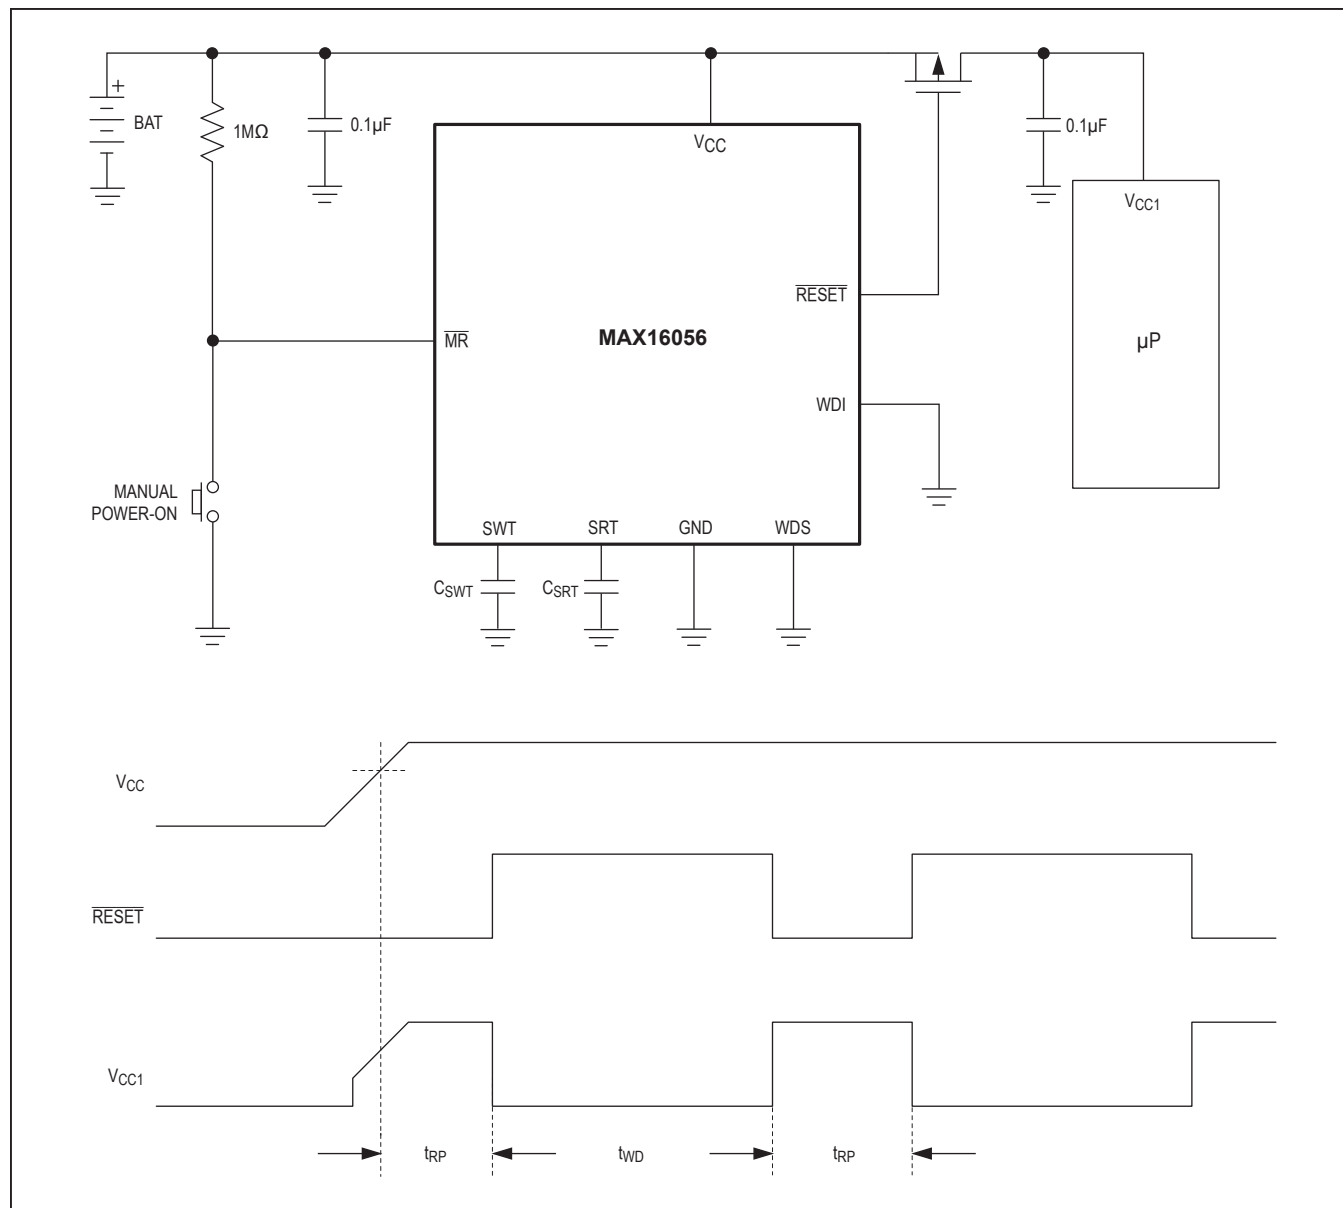 +
BAT
1MΩ
0.1µF
VCC
0.1µF
VCC1
RESET
MR
MAX16056
µP
WDI
MANUAL
POWER-ON
SWT
SRT
GND
WDS
CSWT
CSRT
VCC
RESET
VCC1
tRP
tWD
tRP